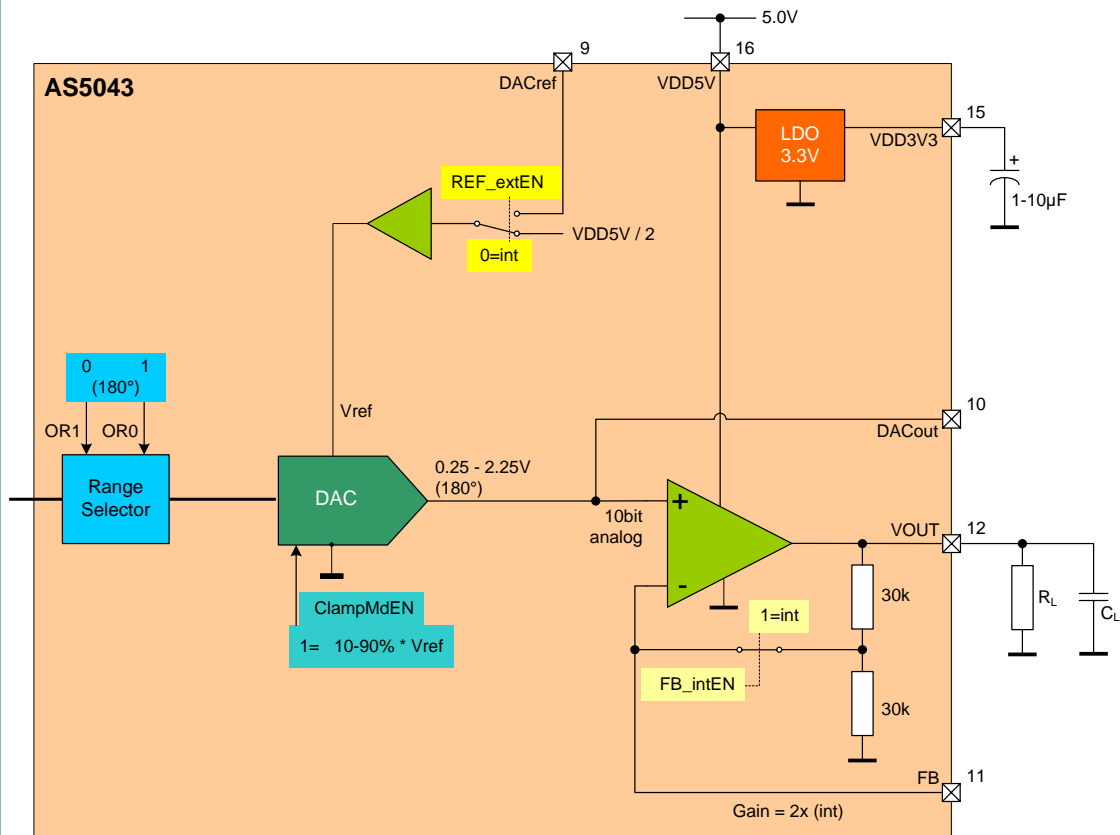 5.0V
9
16
AS5043
DACref
VDD5V
15
LDO
3.3V
VDD3V3
+
1-10µF
REF_extEN
VDD5V / 2
0=int
0 1
(180°)
Vref
OR1
OR0
10
DACout
Range
Selector
DAC
0.25 - 2.25V
(180°)
10bit
analog
+
-
VOUT
12
30k
RL
CL
ClampMdEN
1= 10-90% * Vref
1=int
FB_intEN
30k
FB
11
Gain = 2x (int)